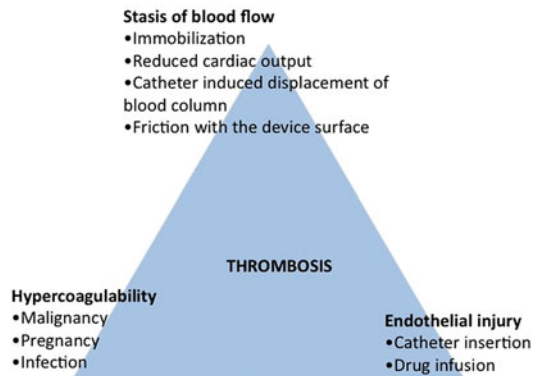 Stasis of blood flow
•Immobilization
•Reduced cardiac output
•Catheter induced displacement of
blood column
•Friction with the device surface
THROMBOSIS
Hypercoagulability
•Malignancy
•Pregnancy
•Infection
Endothelial injury
•Catheter insertion
•Drug infusion